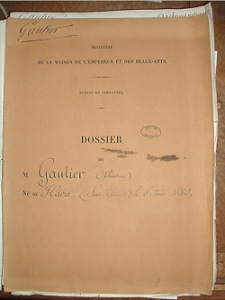 Gautier
MINISTÈRE
DE LA MAISON DE L'EMPEREUR ET DES BEAUX-ARTS.
BUREAU DU PERSONNEL
DOSSIER
DE
M. Gautier
Né au Havre